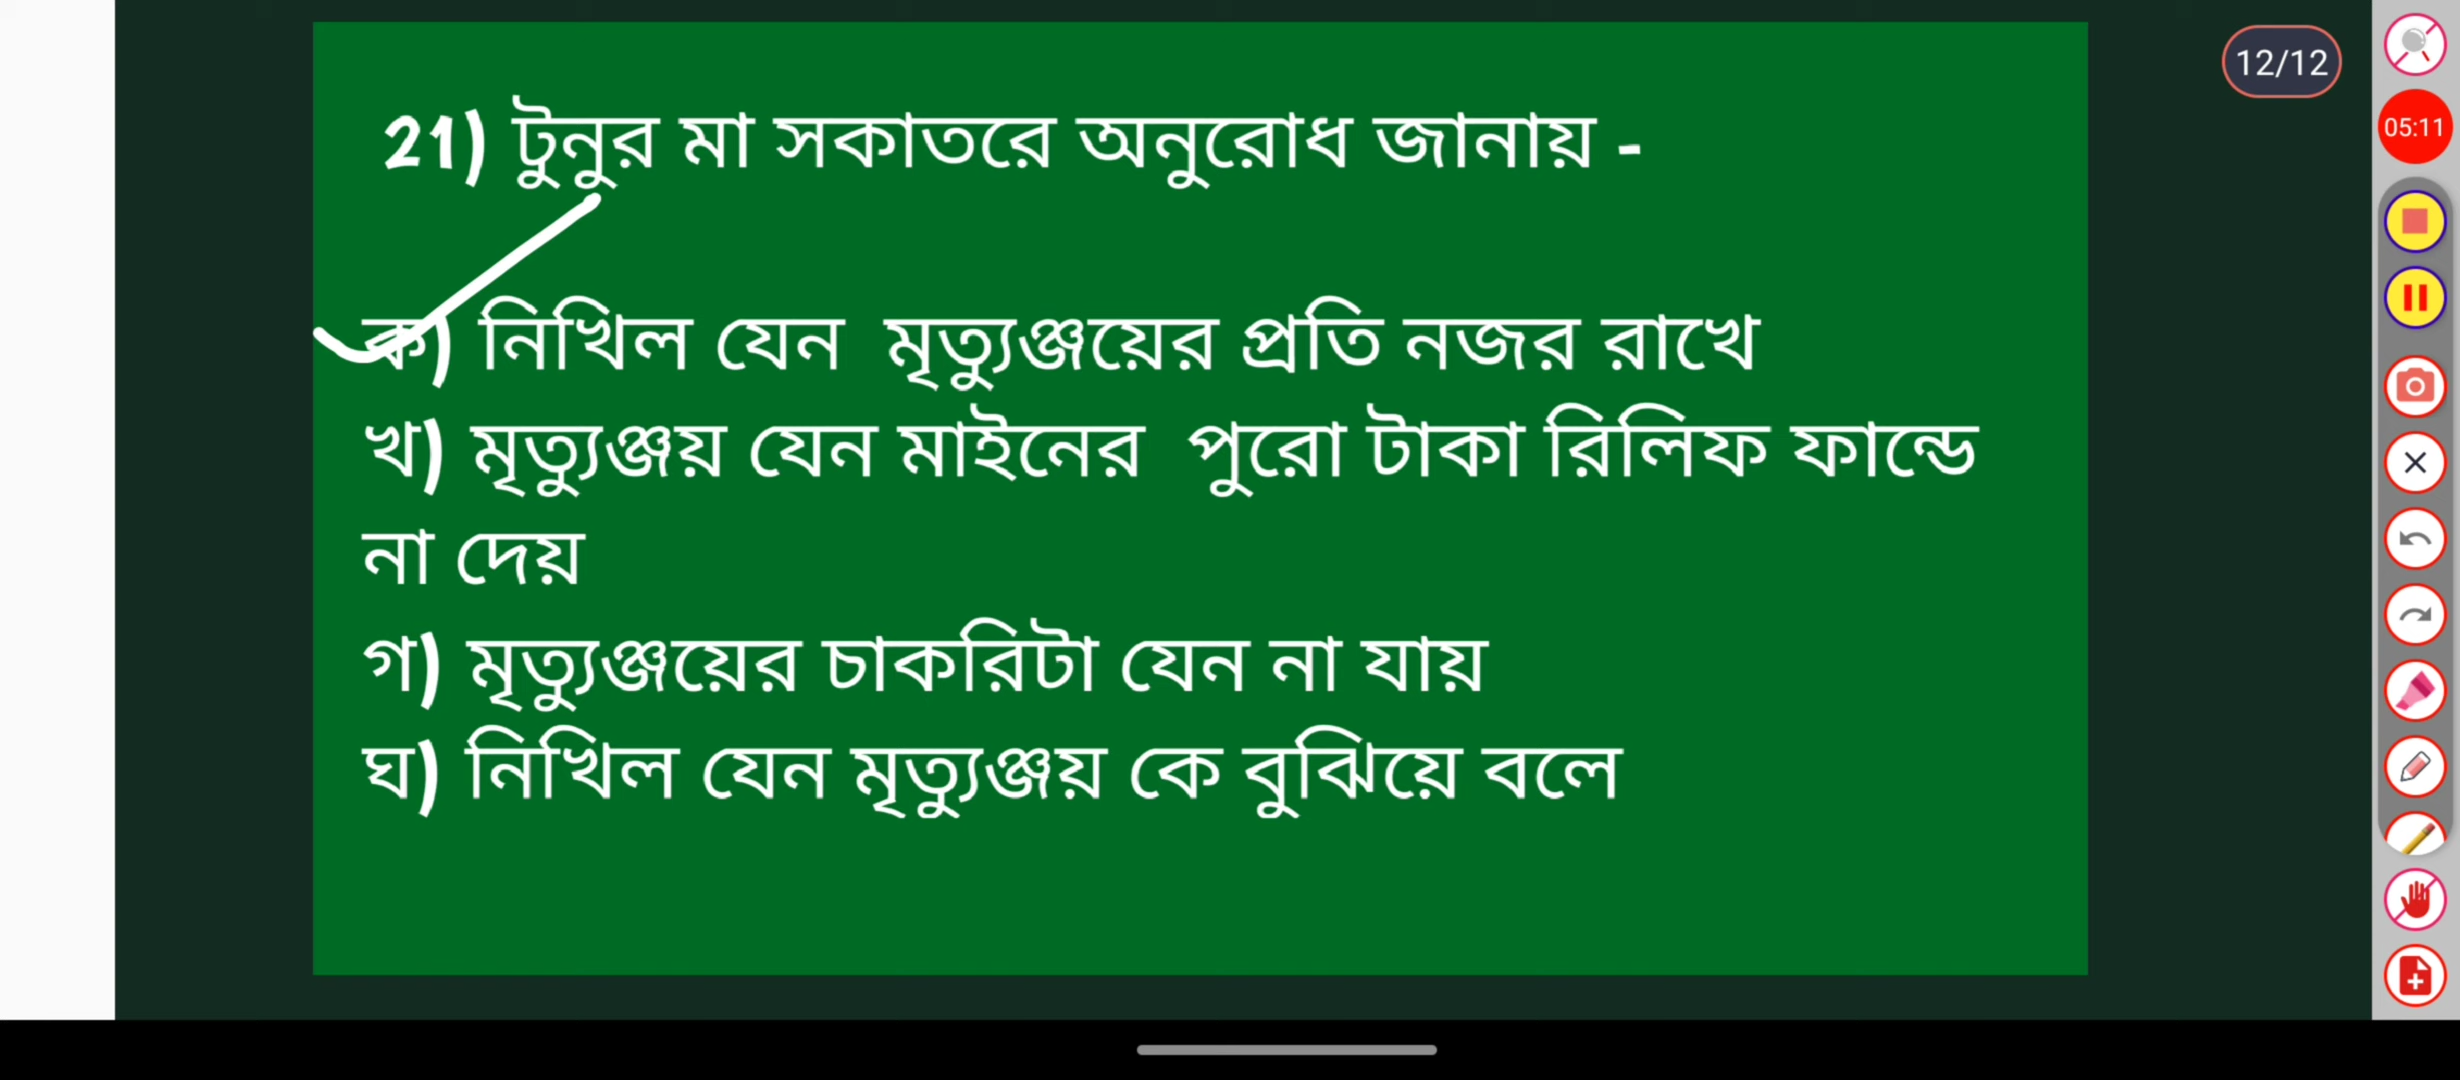 12/12
05:11
21) টুনুর মা সকাতরে অনুরোধ জানায় -
ক) নিখিল যেন মৃত্যুঞ্জয়ের প্রতি নজর রাখে
খ) মৃত্যুঞ্জয় যেন মাইনের পুরো টাকা রিলিফ ফান্ডে
না দেয়
গ) মৃত্যুঞ্জয়ের চাকরিটা যেন না যায়
ঘ) নিখিল যেন মৃত্যুঞ্জয় কে বুঝিয়ে বলে